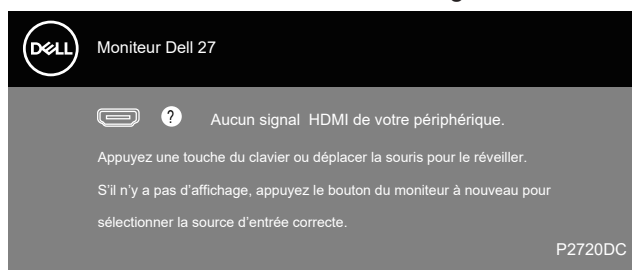 DELL
Moniteur Dell 27
? Aucun signal HDMI de votre périphérique.
Appuyez une touche du clavier ou déplacer la souris pour le réveiller.
S'il n'y a pas d'affichage, appuyez le bouton du moniteur à nouveau pour
sélectionner la source d'entrée correcte.
P2720DC